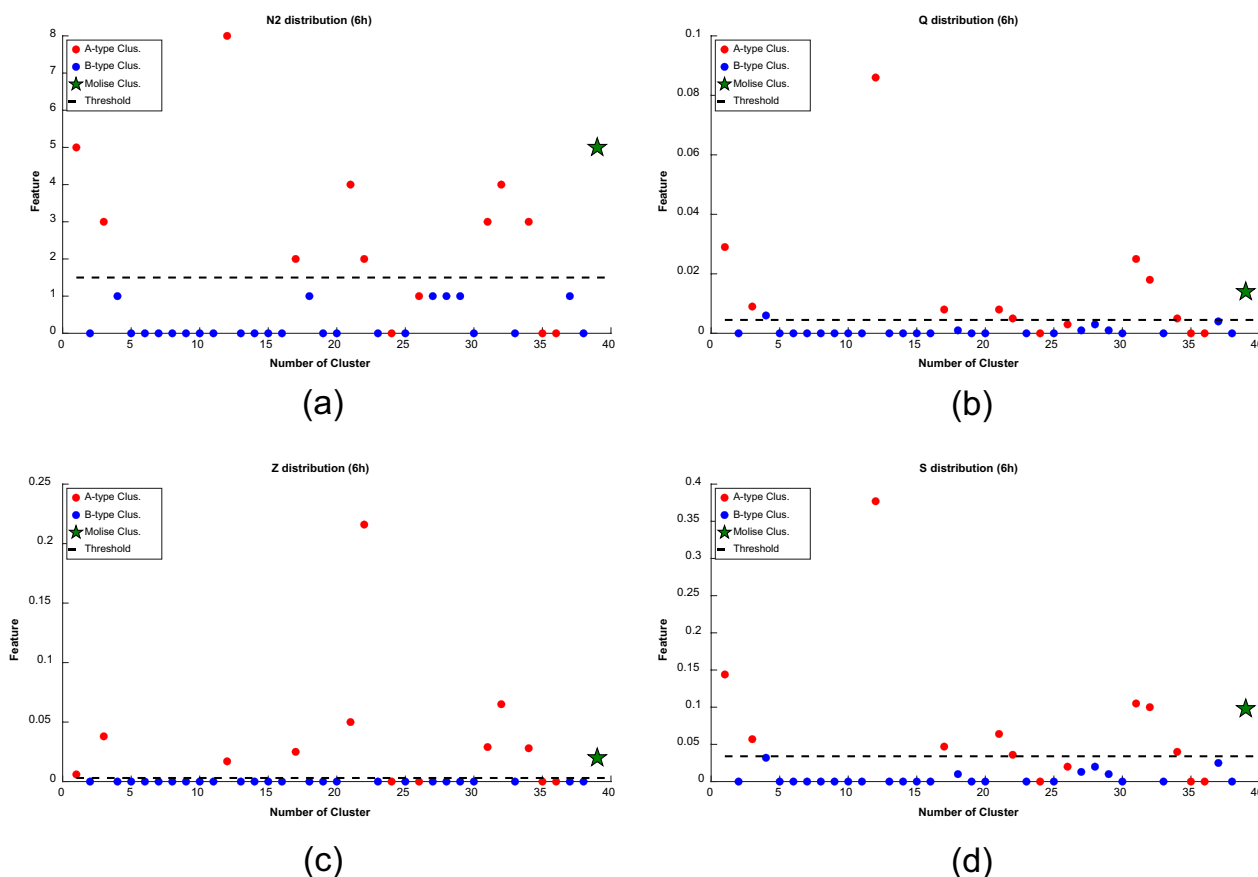 N2 distribution (6h)
8
7
6
5
4
3
2
1
0
Feature
A-type Clus.
B-type Clus.
Molise Clus.
Threshold
0 5 10 15 20 25 30 35 40
Number of Cluster
(a)
Q distribution (6h)
0.1
0.08
0.06
0.04
0.02
0
Feature
A-type Clus.
B-type Clus.
Molise Clus.
Threshold
0 5 10 15 20 25 30 35 40
Number of Cluster
(b)
Z distribution (6h)
0.25
0.2
0.15
0.1
0.05
0
Feature
A-type Clus.
B-type Clus.
Molise Clus.
Threshold
0 5 10 15 20 25 30 35 40
Number of Cluster
(c)
S distribution (6h)
0.4
0.35
0.3
0.25
0.2
0.15
0.1
0.05
0
Feature
A-type Clus.
B-type Clus.
Molise Clus.
Threshold
0 5 10 15 20 25 30 35 40
Number of Cluster
(d)